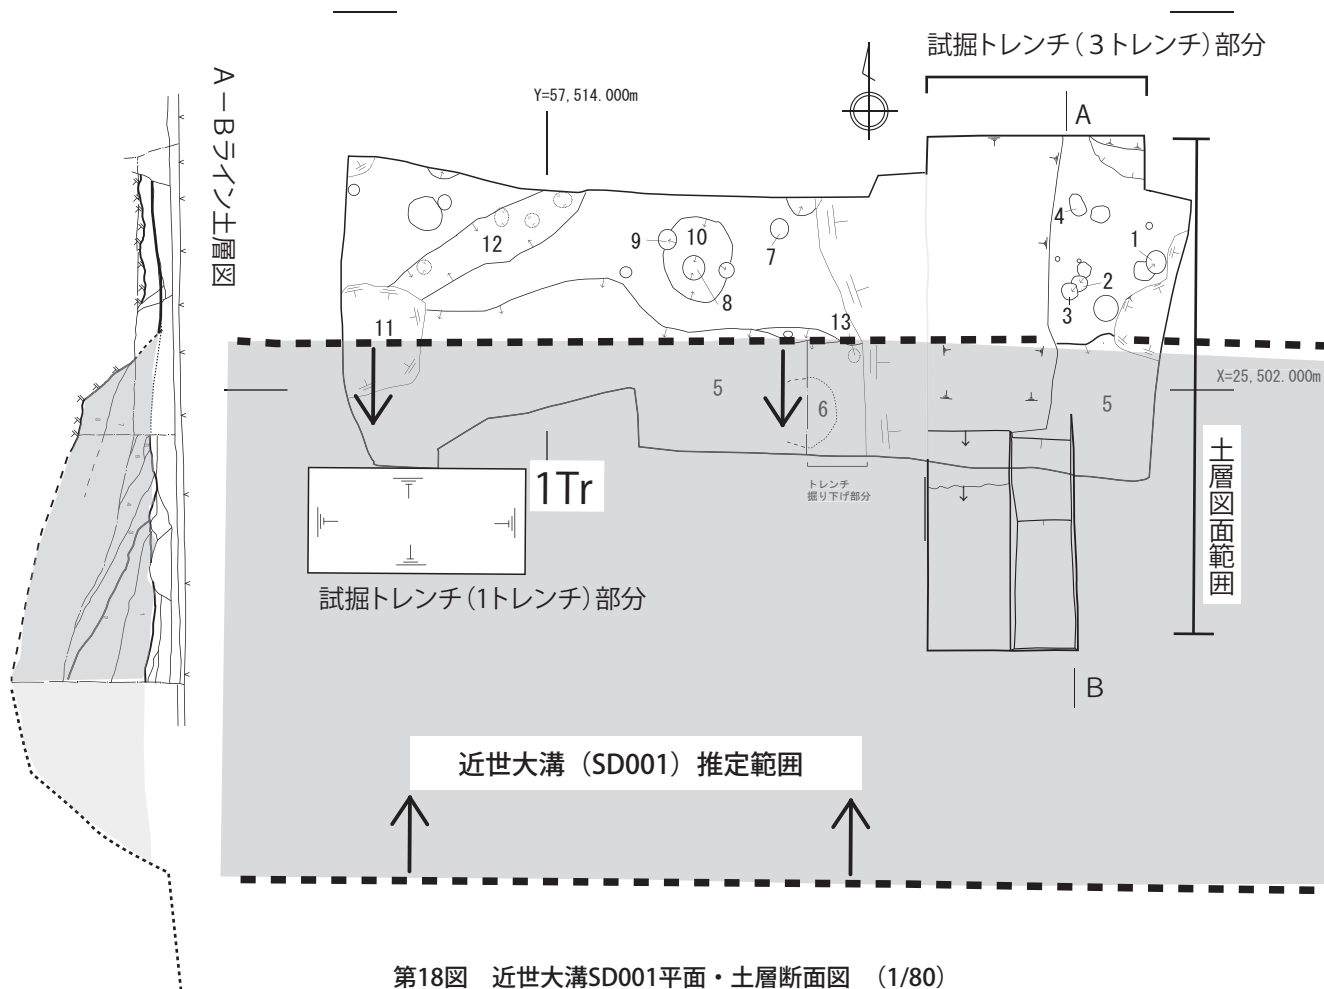 試掘トレンチ(3トレンチ)部分
A
Y=57,514.000m
A-Bライン土層図
4
12
9
10
7
1
8
2
3
11
13
X=25,502.000m
5
6
5
1Tr
トレンチ
掘り下げ部分
土層図面範囲
試掘トレンチ(1トレンチ)部分
B
近世大溝(SD001)推定範囲
第18図 近世大溝SD001平面・土層断面図 (1/80)